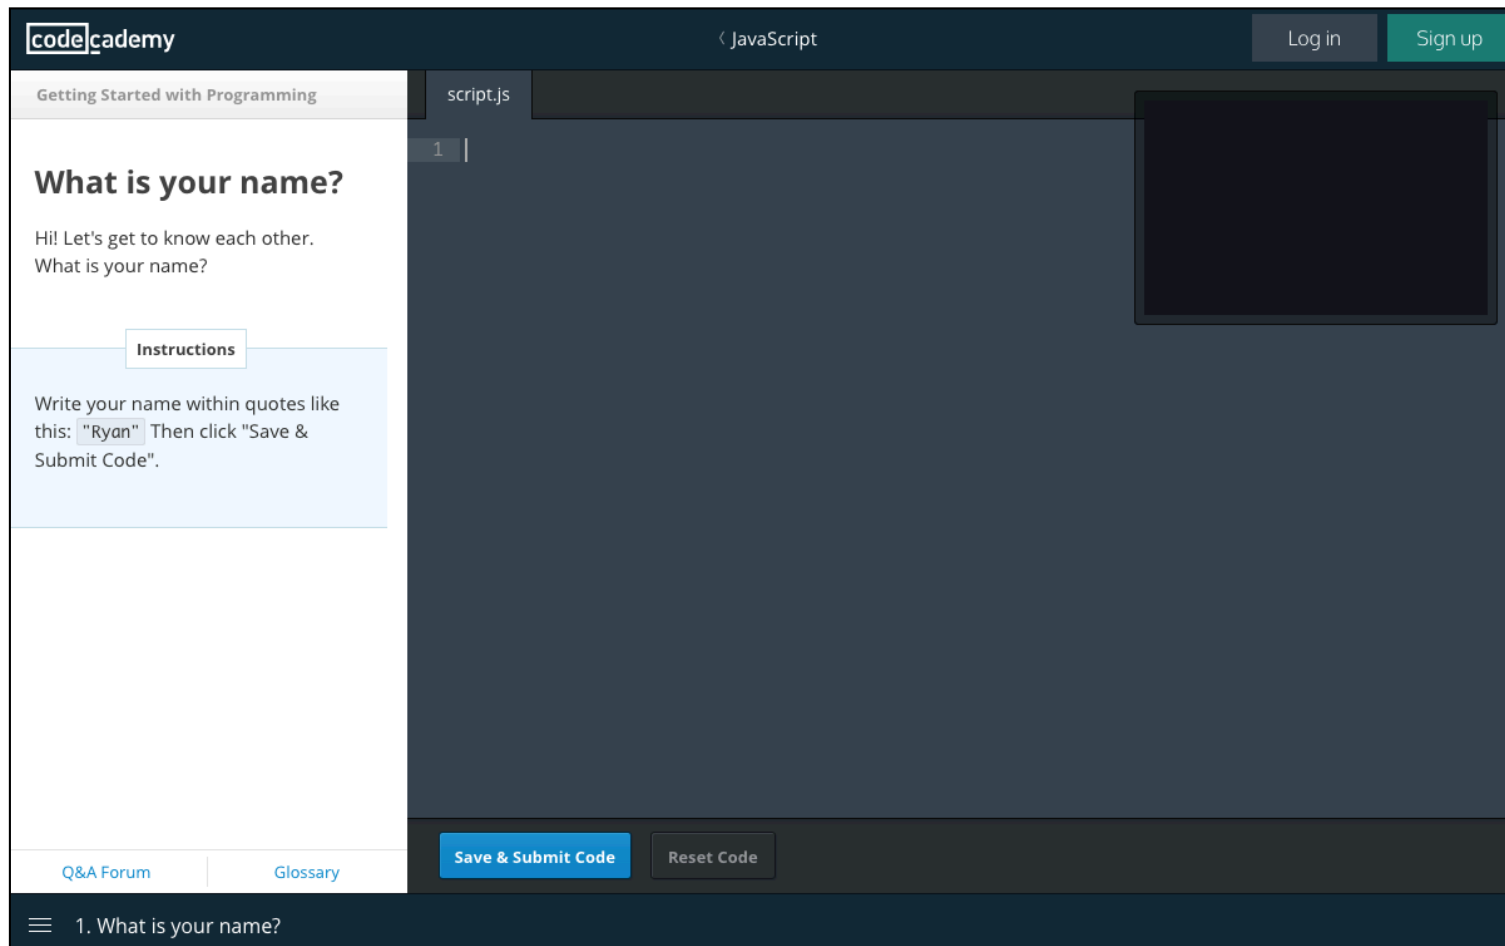 codecademy
〈 JavaScript
Log in
Sign up
Getting Started with Programming
script.js
1
What is your name?
Hi! Let's get to know each other.
What is your name?
Instructions
Write your name within quotes like
this: "Ryan" Then click "Save &
Submit Code".
Save & Submit Code
Reset Code
Q&A Forum
Glossary
1. What is your name?